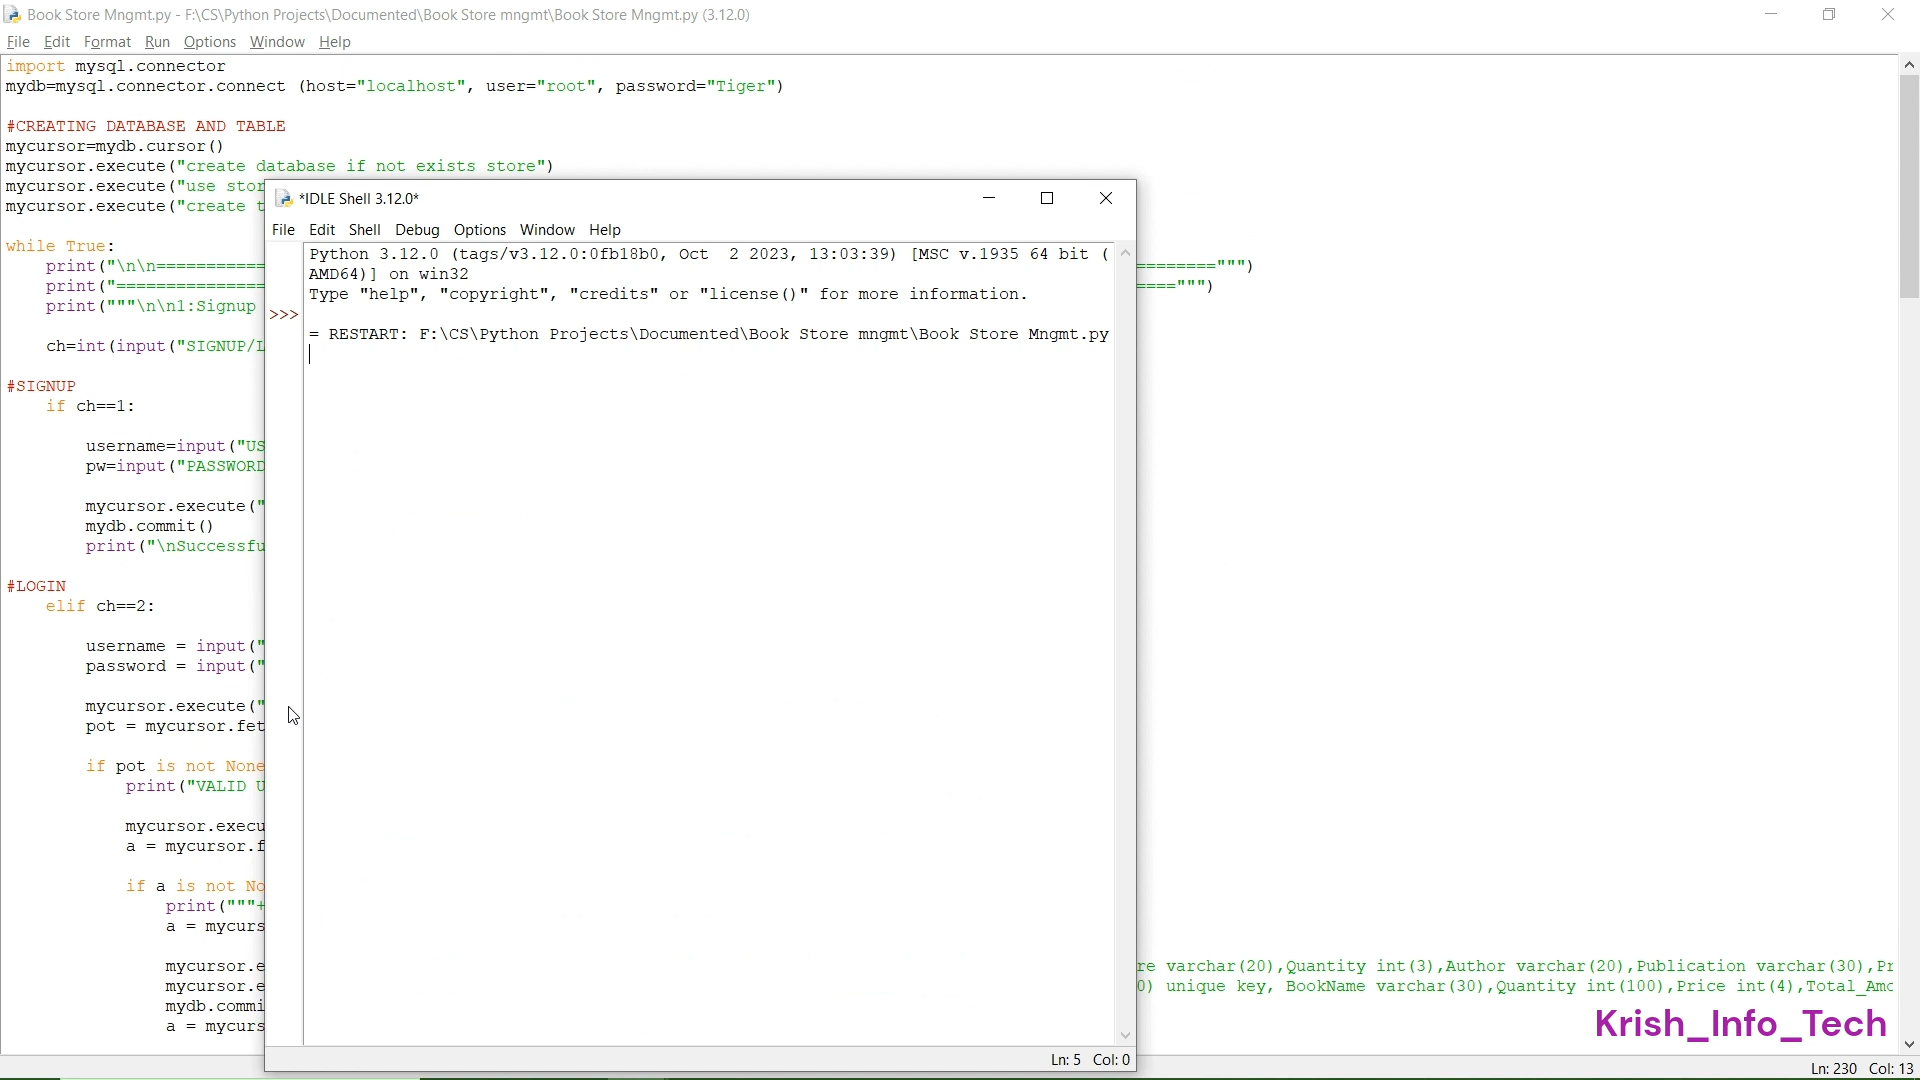 Book Store Mngmt.py - F:\CS\Python Projects\Documented\Book Store mngmt\Book Store Mngmt.py (3.12.0)
File Edit Format Run Options Window Help
import mysql.connector
mydb=mysql.connector.connect (host="localhost", user="root", password="Tiger")
#CREATING DATABASE AND TABLE
mycursor=mydb.cursor()
mycursor.execute("create database if not exists store")
mycursor.execute("use stor
mycursor.execute("create t
while True:
print("\n\n===========
========""")
print("===============
====""")
print("""\n\n1:Signup
ch=int(input("SIGNUP/L
#SIGNUP
if ch==1:
username=input("US
pw=input("PASSWORD
mycursor.execute("
mydb.commit()
print("\nSuccessfu
#LOGIN
elif ch==2:
username = input("
password = input("
mycursor.execute("
pot = mycursor.fet
if pot is not None
print("VALID U
mycursor.execu
a = mycursor.f
if a is not No
print("""+
a = mycurs
mycursor.e
re varchar(20),Quantity int(3),Author varchar(20),Publication varchar(30),Pr
mycursor.e
0) unique key, BookName varchar(30),Quantity int(100),Price int(4),Total_Amo
mydb.commi
a = mycurs
*IDLE Shell 3.12.0*
File Edit Shell Debug Options Window Help
Python 3.12.0 (tags/v3.12.0:0fb18b0, Oct  2 2023, 13:03:39) [MSC v.1935 64 bit (
AMD64)] on win32
Type "help", "copyright", "credits" or "license()" for more information.
>>>
= RESTART: F:\CS\Python Projects\Documented\Book Store mngmt\Book Store Mngmt.py
Ln: 5 Col: 0
Krish_Info_Tech
Ln: 230 Col: 13